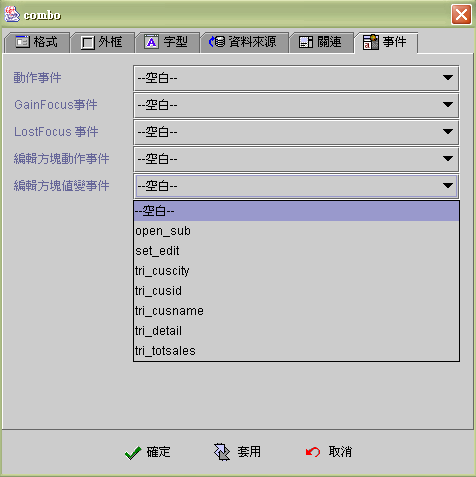 combo
格式 外框 字型 資料來源 關連 事件
動作事件 --空白--
GainFocus事件 --空白--
LostFocus 事件 --空白--
編輯方塊動作事件 --空白--
編輯方塊值變事件 --空白--
--空白--
open_sub
set_edit
tri_cuscity
tri_cusid
tri_cusname
tri_detail
tri_totsales
確定 套用 取消